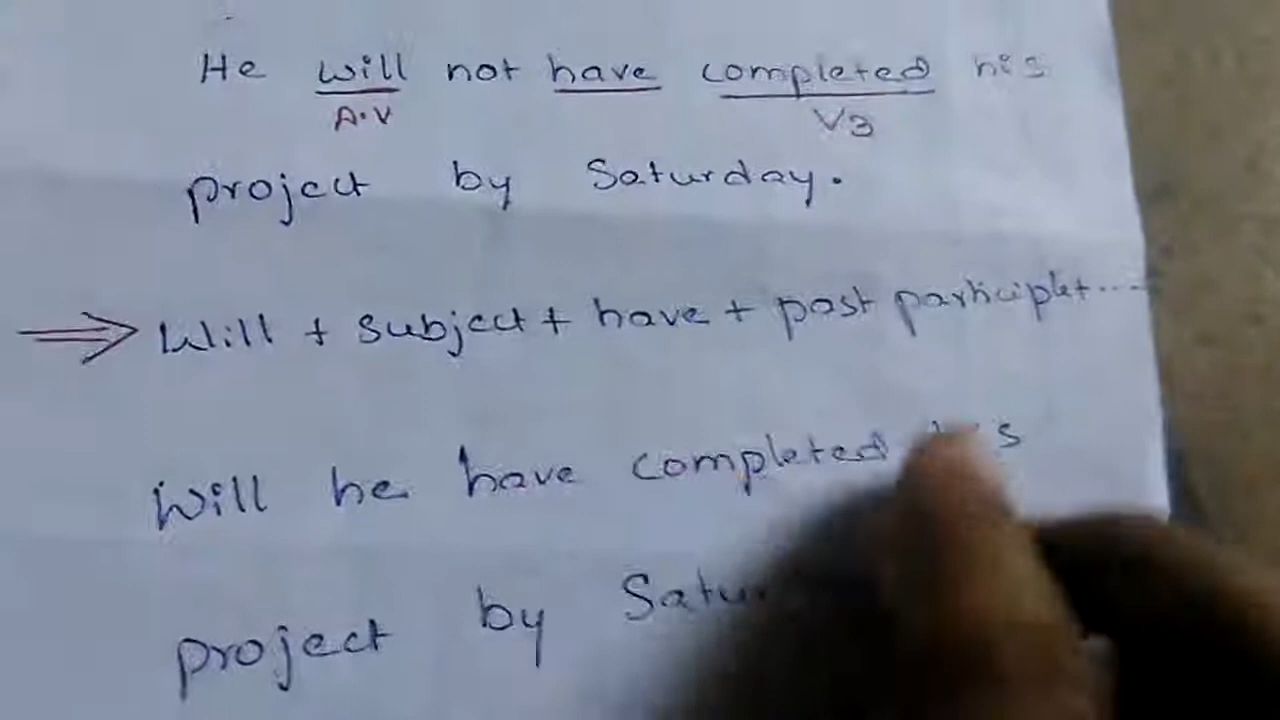 He will not have completed his
A.V V3
project by Saturday.
⇒ Will + subject + have + past participle+....
Will he have completed
project by